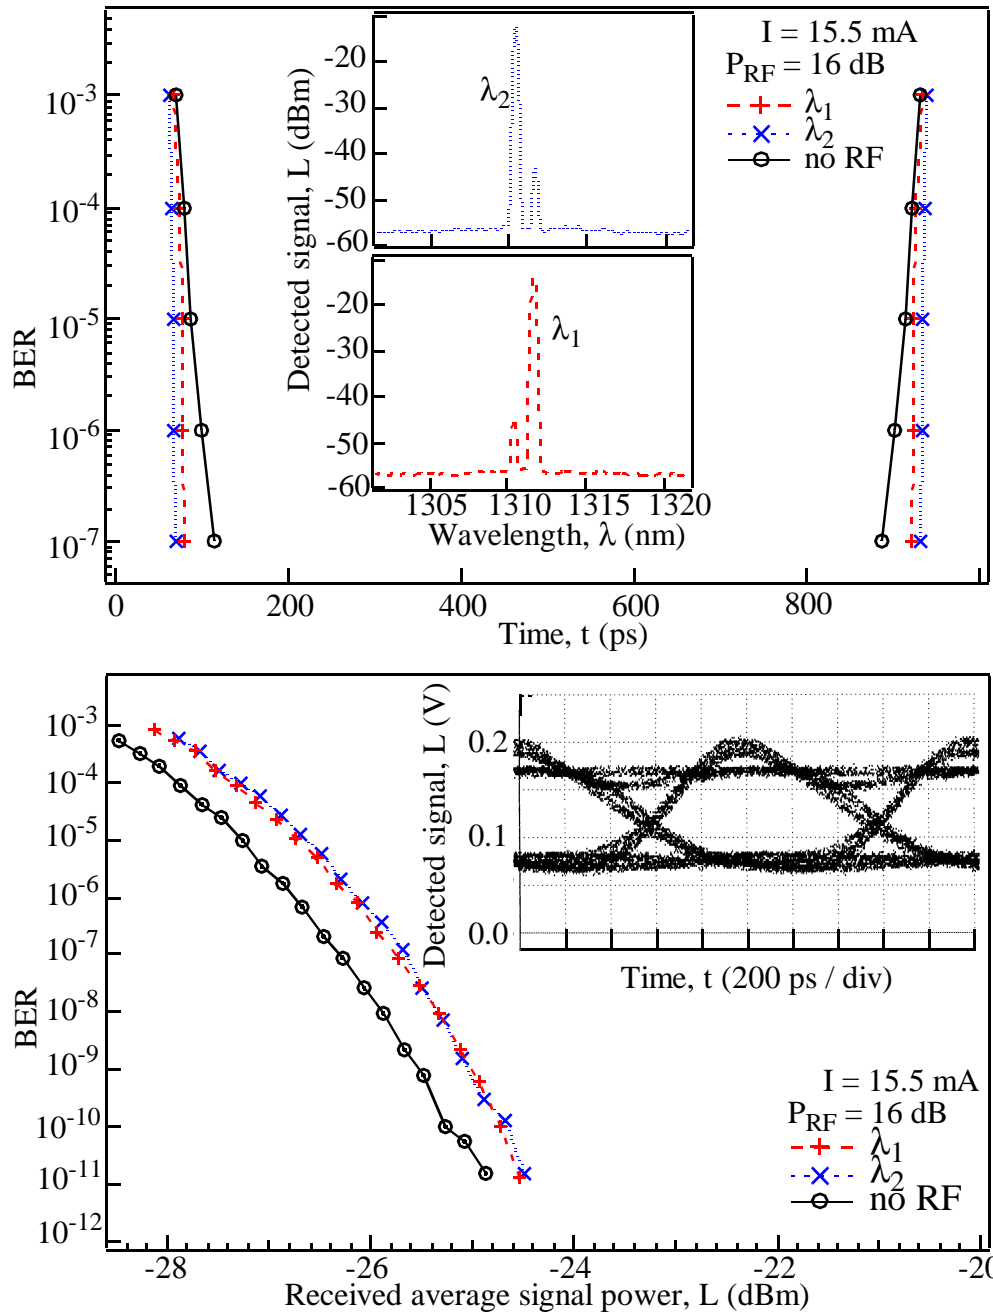 I = 15.5 mA
P_RF = 16 dB
λ1
λ2
no RF
10^-3
10^-4
10^-5
10^-6
10^-7
BER
0
200
400
600
800
Time, t (ps)
-20
-30
-40
-50
-60
λ2
Detected signal, L (dBm)
-20
-30
-40
-50
-60
λ1
1305
1310
1315
1320
Wavelength, λ (nm)
10^-3
10^-4
10^-5
10^-6
10^-7
10^-8
10^-9
10^-10
10^-11
10^-12
BER
-28
-26
-24
-22
-20
Received average signal power, L (dBm)
Detected signal, L (V)
0.2
0.1
0.0
Time, t (200 ps / div)
I = 15.5 mA
P_RF = 16 dB
λ1
λ2
no RF